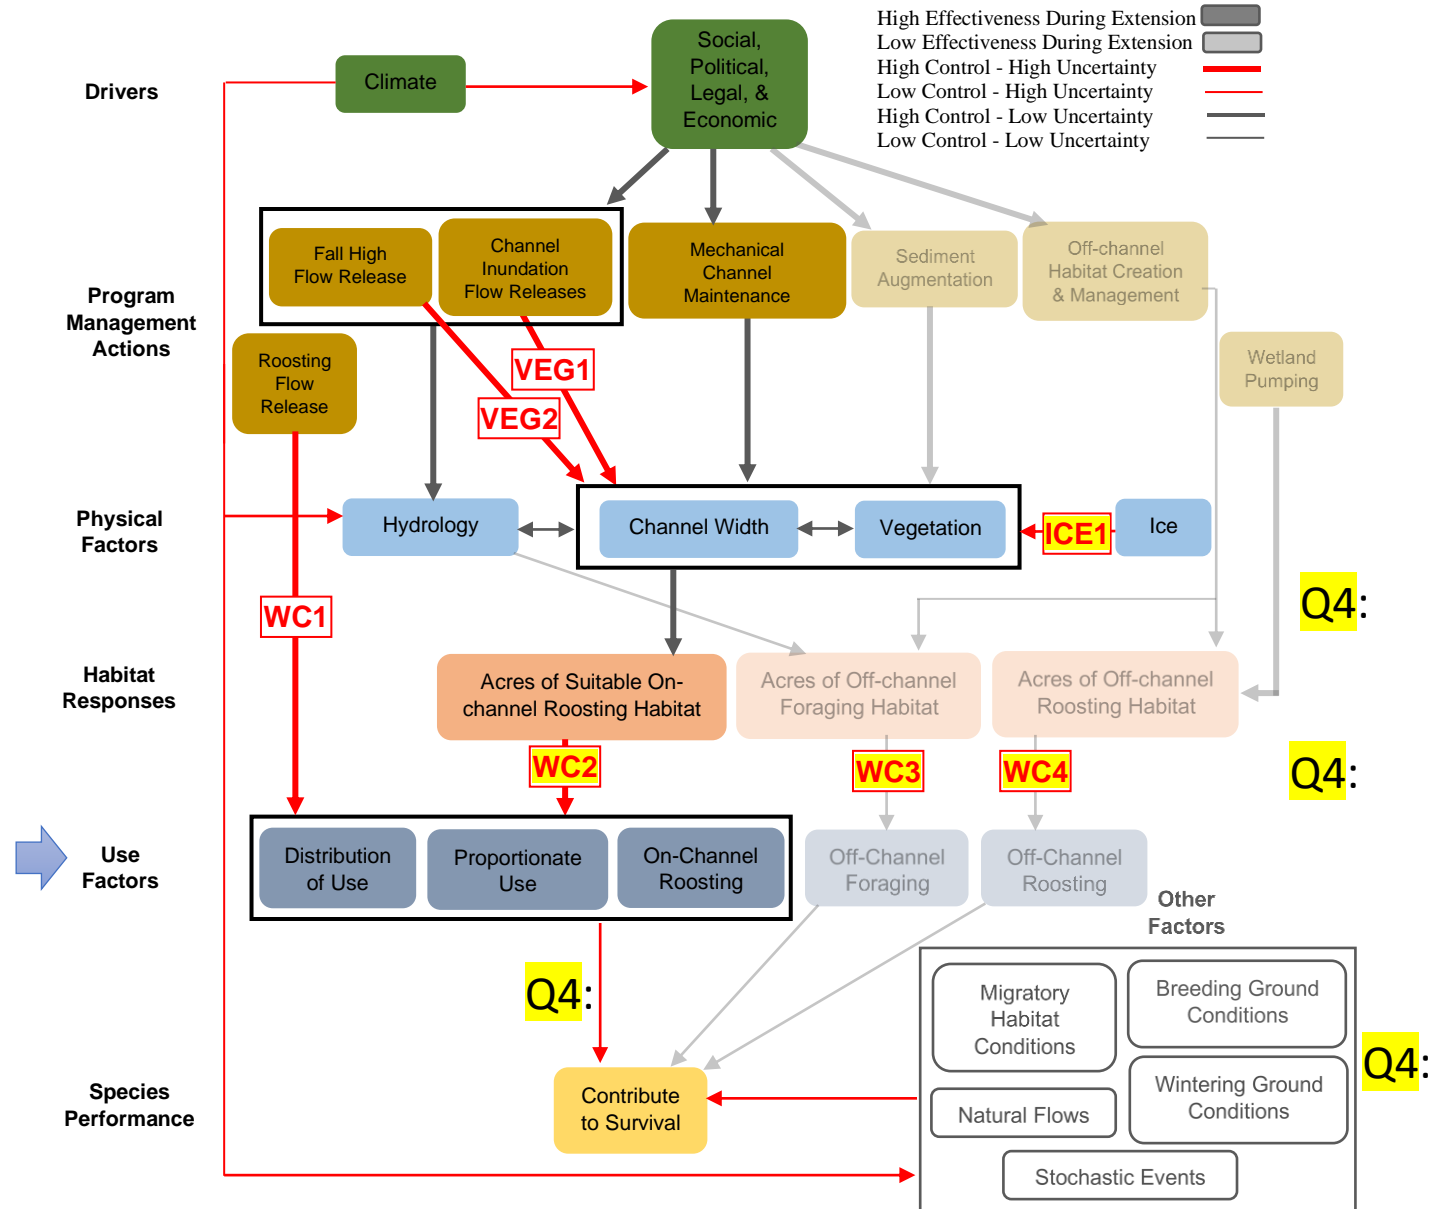 High Effectiveness During Extension
Low Effectiveness During Extension
High Control - High Uncertainty
Low Control - High Uncertainty
High Control - Low Uncertainty
Low Control - Low Uncertainty
Drivers
Climate
Social,
Political,
Legal, &
Economic
Program
Management
Actions
Fall High
Flow Release
Channel
Inundation
Flow Releases
Mechanical
Channel
Maintenance
Sediment
Augmentation
Off-channel
Habitat Creation
& Management
Roosting
Flow
Release
Wetland
Pumping
VEG1
VEG2
Physical
Factors
Hydrology
Channel Width
Vegetation
ICE1
Ice
WC1
Q4:
Habitat
Responses
Acres of Suitable On-
channel Roosting Habitat
Acres of Off-channel
Foraging Habitat
Acres of Off-channel
Roosting Habitat
WC2
WC3
WC4
Q4:
Use
Factors
Distribution
of Use
Proportionate
Use
On-Channel
Roosting
Off-Channel
Foraging
Off-Channel
Roosting
Other
Factors
Q4:
Migratory
Habitat
Conditions
Breeding Ground
Conditions
Q4:
Species
Performance
Contribute
to Survival
Natural Flows
Wintering Ground
Conditions
Stochastic Events